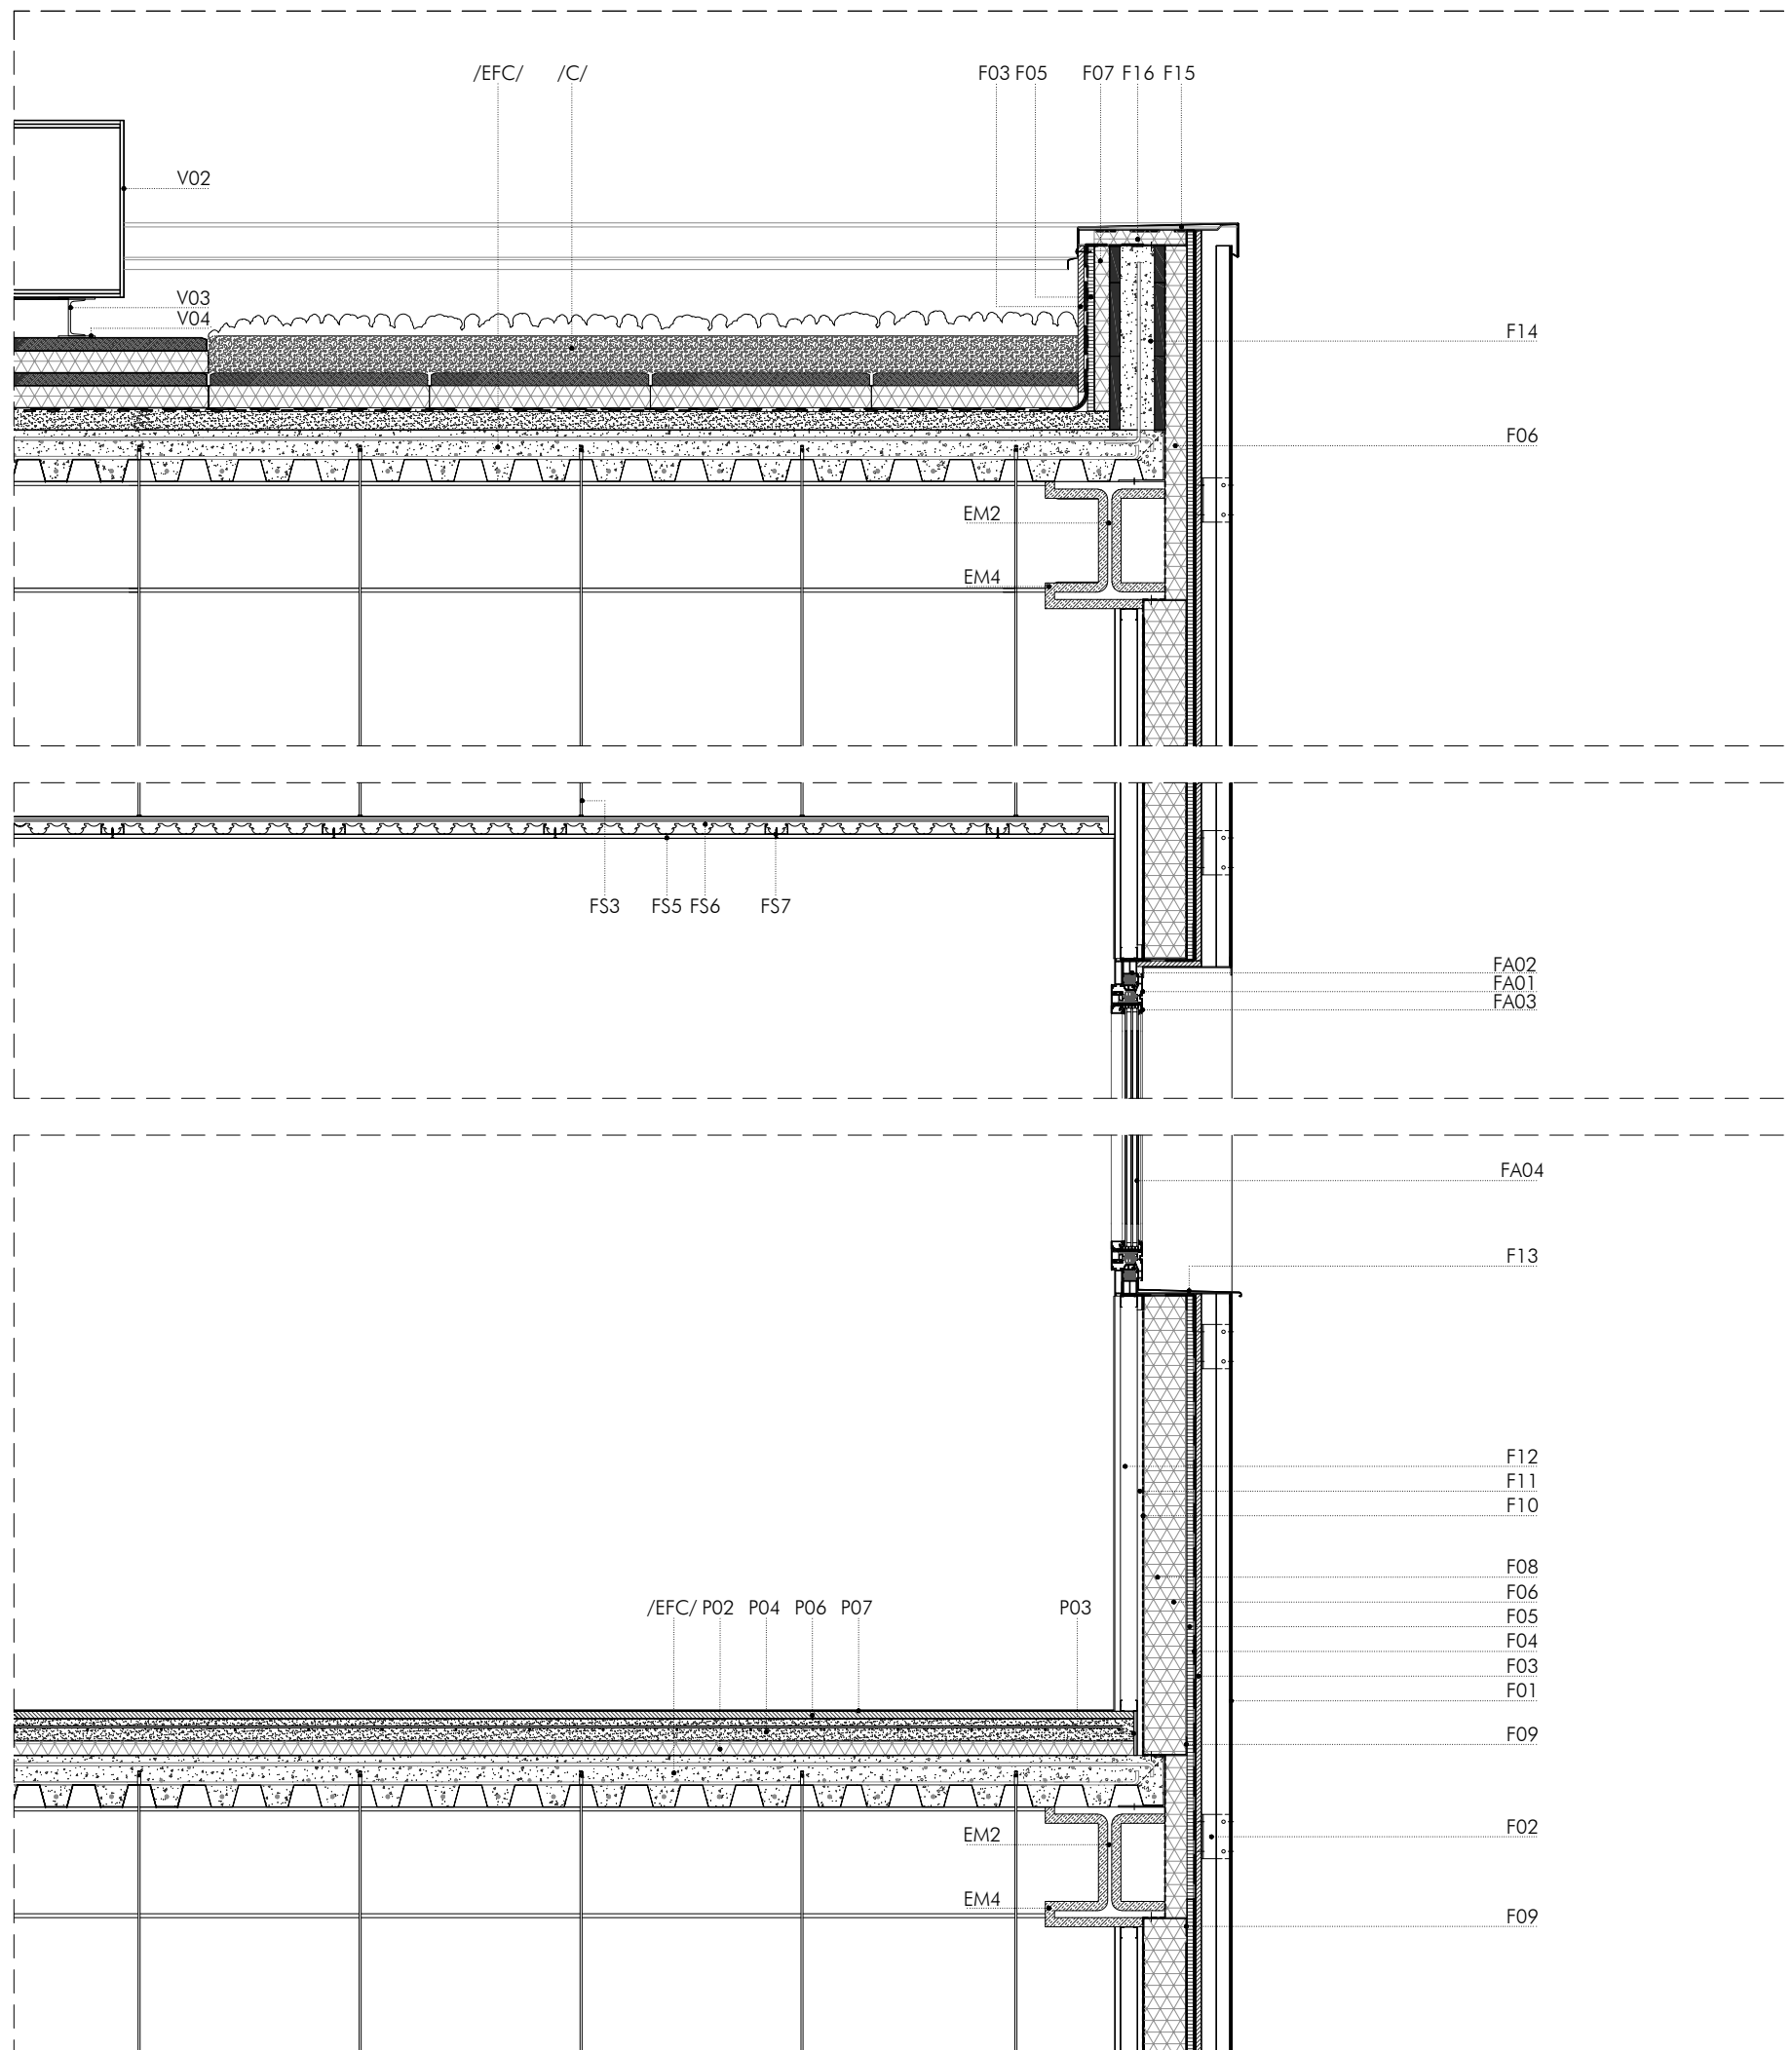 /EFC/ /C/ F03 F05 F07 F16 F15
V02
V03
V04
F14
F06
EM2
EM4
FS3 FS5 FS6 FS7
FA02
FA01
FA03
FA04
F13
F12
F11
F10
F08
F06
/EFC/ P02 P04 P06 P07 P03
F05
F04
F03
F01
F09
EM2
F02
EM4
F09